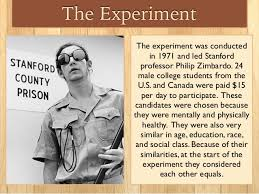 The Experiment
STANFORD
COUNTY
PRISON
The experiment was conducted
in 1971 and led Stanford
professor Philip Zimbardo. 24
male college students from the
U.S. and Canada were paid $15
per day to participate. These
candidates were chosen because
they were mentally and physically
healthy. They were also very
similar in age, education, race,
and social class. Because of their
similarities, at the start of the
experiment they considered
each other equals.